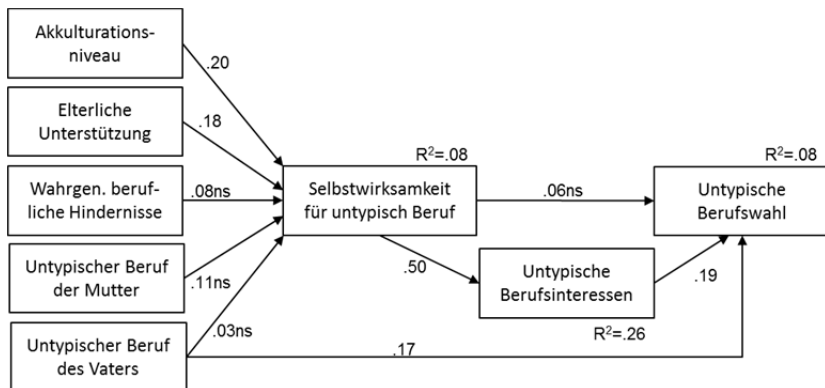 Akkulturations-
niveau
.20
Elterliche
Unterstützung
.18
R²=.08
R²=.08
Wahrgen. beruf-
liche Hindernisse
.08ns
Selbstwirksamkeit
für untypisch Beruf
.06ns
Untypische
Berufswahl
Untypischer Beruf
der Mutter
.11ns
.50
Untypische
Berufsinteressen
.19
.03ns
R²=.26
Untypischer Beruf
des Vaters
.17